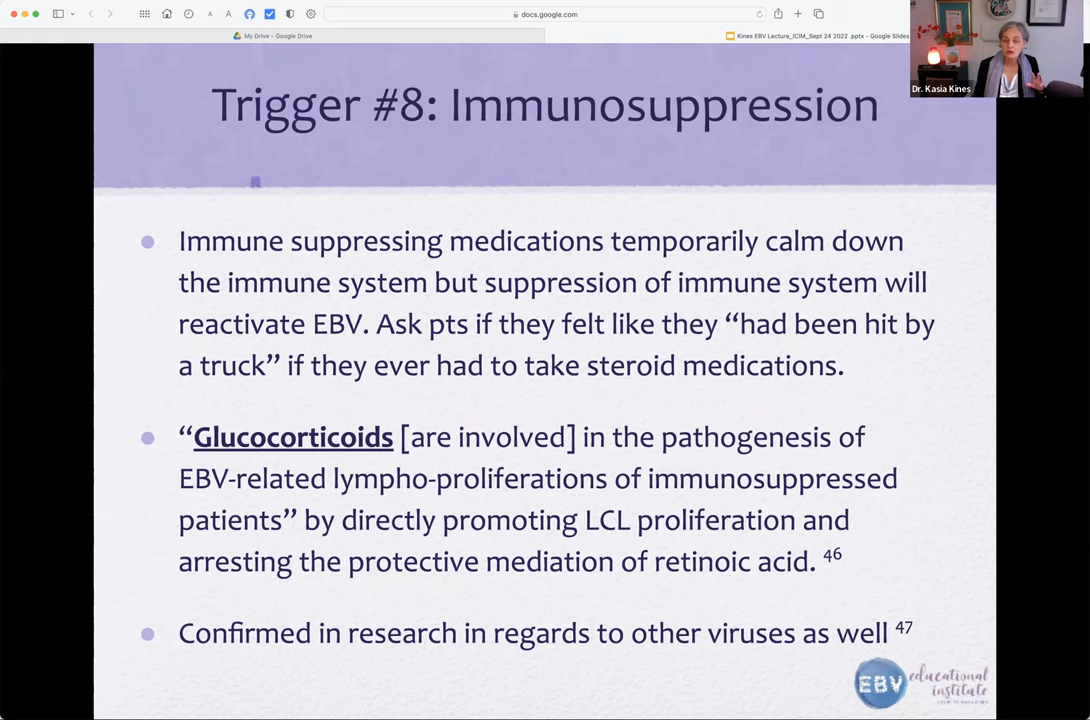 A A
docs.google.com
My Drive - Google Drive
Kines EBV Lecture_ICIM_Sept 24 2022 .pptx - Google Slides
Dr. Kasia Kines
Trigger #8: Immunosuppression
Immune suppressing medications temporarily calm down
the immune system but suppression of immune system will
reactivate EBV. Ask pts if they felt like they “had been hit by
a truck” if they ever had to take steroid medications.
“Glucocorticoids [are involved] in the pathogenesis of
EBV-related lympho-proliferations of immunosuppressed
patients” by directly promoting LCL proliferation and
arresting the protective mediation of retinoic acid. 46
Confirmed in research in regards to other viruses as well 47
EBV educational
institute